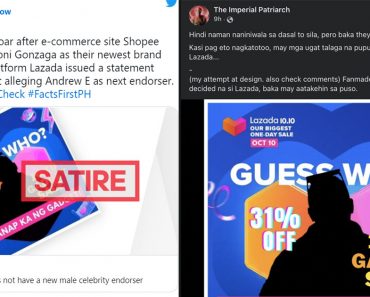 ow
oar after e-commerce site Shopee
oni Gonzaga as their newest brand
tform Lazada issued a statement
t alleging Andrew E as next endorser.
Check #FactsFirstPH
WHO?
SATIRE
NAP KA NG GA
s not have a new male celebrity endorser
The Imperial Patriarch
9h
Hindi naman naniniwala sa dasal to sila, pero baka they
Kasi pag eto nagkatotoo, may mga ugat talaga na pupu
Lazada...
(my attempt at design. also check comments) Fanmade
decided na si Lazada, baka may aatakehin sa puso.
Lazada 10.10
OUR BIGGEST
ONE-DAY SALE
OCT 10
GUESS W
31%
OFF
GA
S